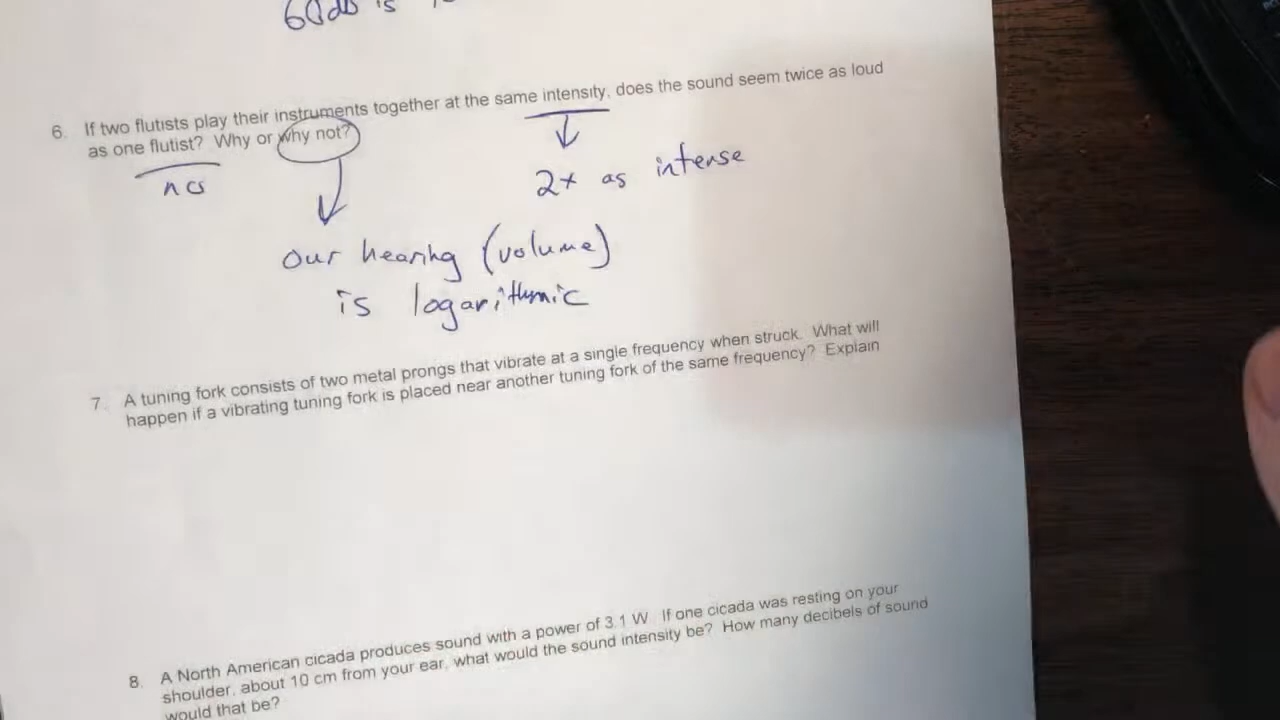 60db is
6. If two flutists play their instruments together at the same intensity, does the sound seem twice as loud
as one flutist? Why or why not?
2x as intense
our hearing (volume)
is logarithmic
7. A tuning fork consists of two metal prongs that vibrate at a single frequency when struck. What will
happen if a vibrating tuning fork is placed near another tuning fork of the same frequency? Explain
8. A North American cicada produces sound with a power of 3.1 W. If one cicada was resting on your
shoulder, about 10 cm from your ear, what would the sound intensity be? How many decibels of sound
would that be?